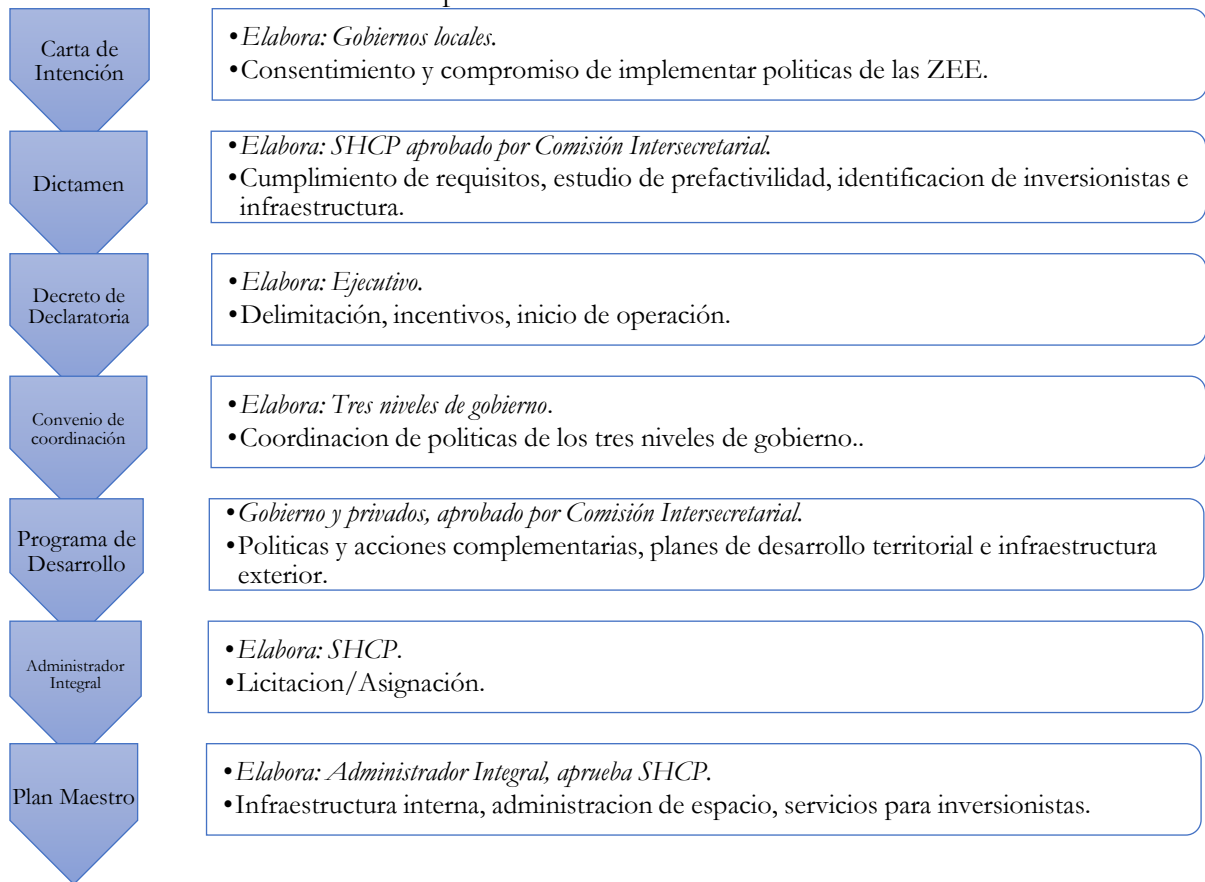 Carta de
Intención
•Elabora: Gobiernos locales.
•Consentimiento y compromiso de implementar politicas de las ZEE.
Dictamen
•Elabora: SHCP aprobado por Comisión Intersecretarial.
•Cumplimiento de requisitos, estudio de prefactivilidad, identificacion de inversionistas e
infraestructura.
Decreto de
Declaratoria
•Elabora: Ejecutivo.
•Delimitación, incentivos, inicio de operación.
Convenio de
coordinación
•Elabora: Tres niveles de gobierno.
•Coordinacion de politicas de los tres niveles de gobierno..
Programa de
Desarrollo
•Gobierno y privados, aprobado por Comisión Intersecretarial.
•Politicas y acciones complementarias, planes de desarrollo territorial e infraestructura
exterior.
Administrador
Integral
•Elabora: SHCP.
•Licitacion/Asignación.
Plan Maestro
•Elabora: Administrador Integral, aprueba SHCP.
•Infraestructura interna, administracion de espacio, servicios para inversionistas.